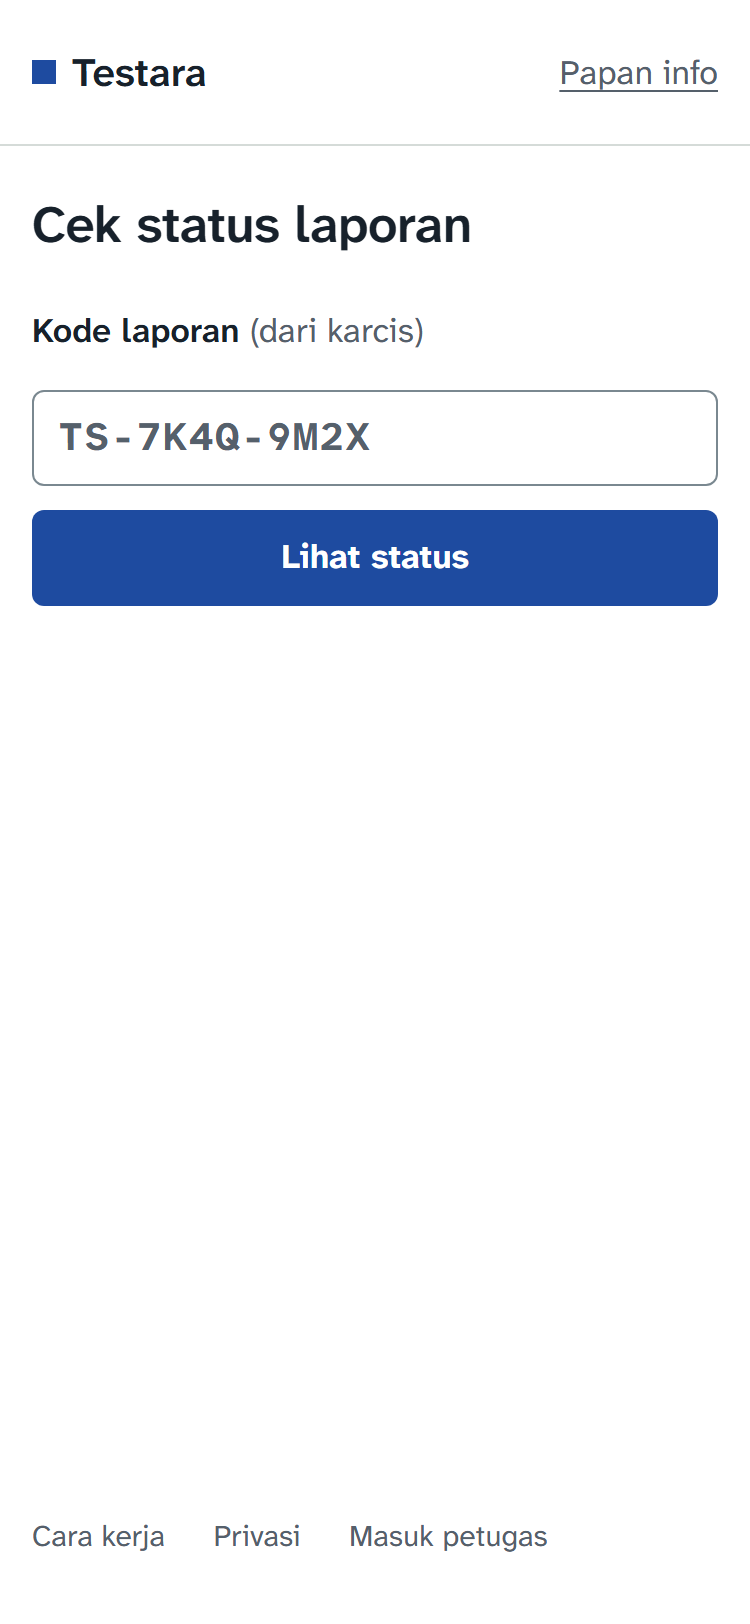 Testara
Papan info
Cek status laporan
Kode laporan (dari karcis)
TS-7K4Q-9M2X
Lihat status
Cara kerja
Privasi
Masuk petugas